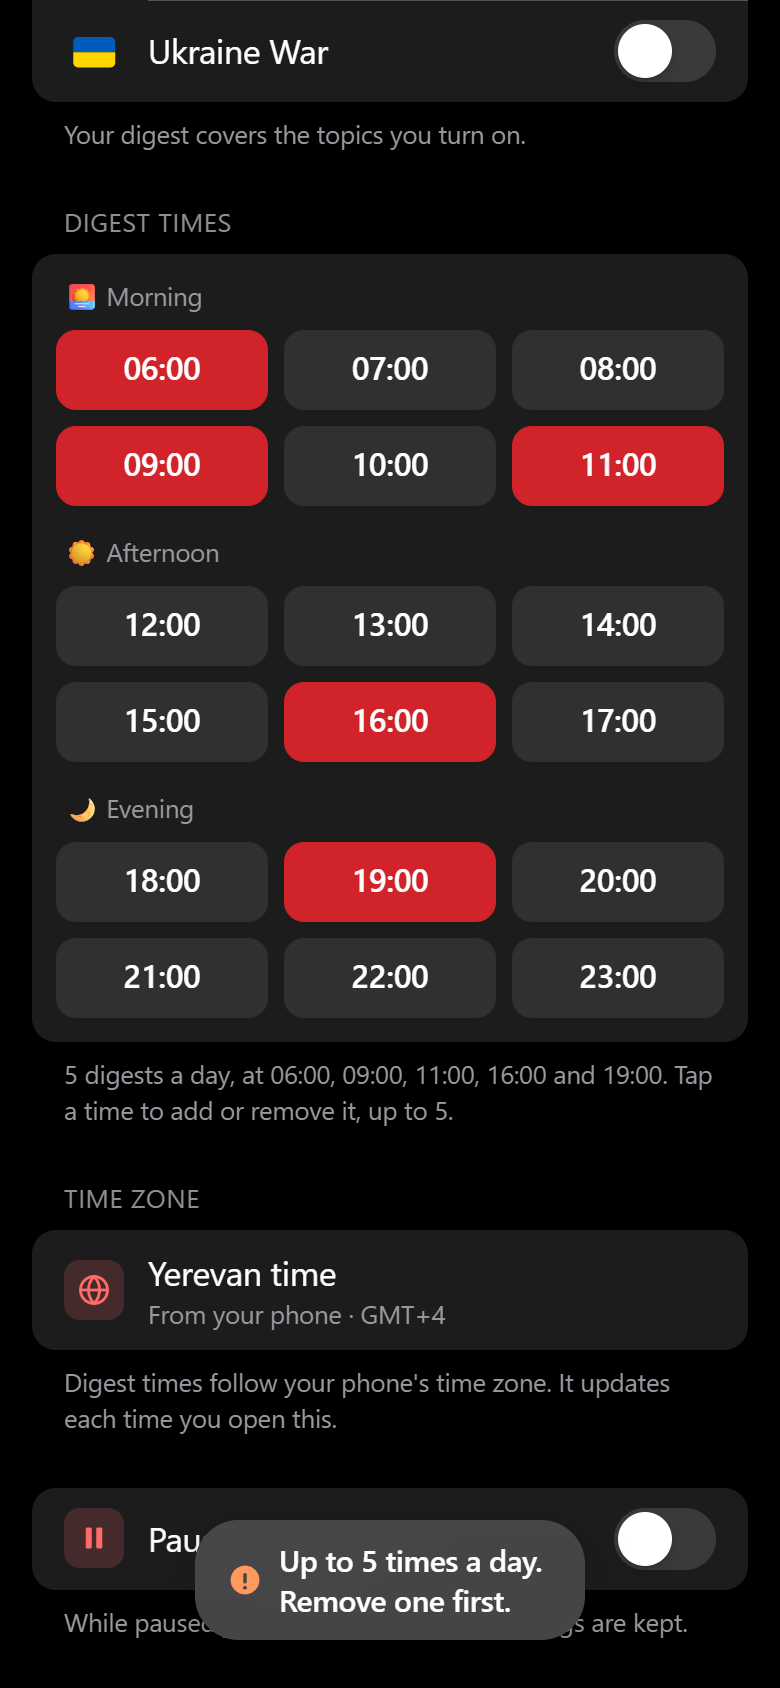 Ukraine War
Your digest covers the topics you turn on.
DIGEST TIMES
Morning
06:00 07:00 08:00
09:00 10:00 11:00
Afternoon
12:00 13:00 14:00
15:00 16:00 17:00
Evening
18:00 19:00 20:00
21:00 22:00 23:00
5 digests a day, at 06:00, 09:00, 11:00, 16:00 and 19:00. Tap
a time to add or remove it, up to 5.
TIME ZONE
Yerevan time
From your phone · GMT+4
Digest times follow your phone's time zone. It updates
each time you open this.
Up to 5 times a day.
Remove one first.
While are kept.